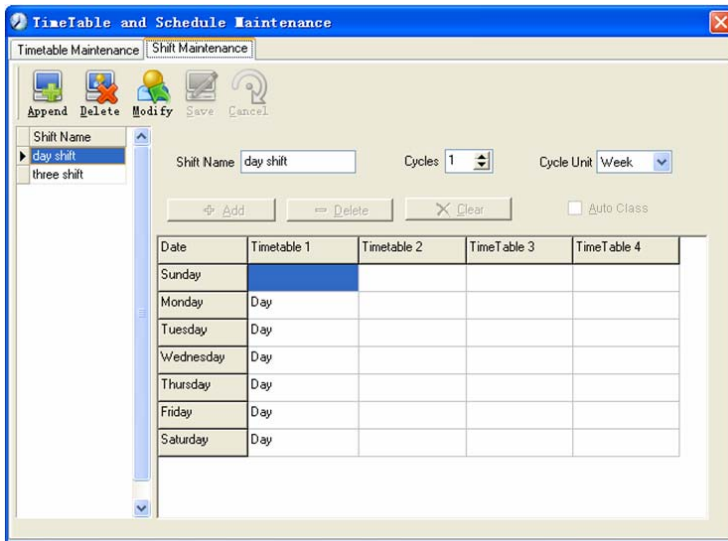 TimeTable and Schedule Maintenance
Timetable Maintenance Shift Maintenance
Append Delete Modify Save Cancel
Shift Name
day shift
three shift
Shift Name day shift Cycles 1 Cycle Unit Week
Add Delete Clear Auto Class
Date Timetable 1 Timetable 2 TimeTable 3 TimeTable 4
Sunday
Monday Day
Tuesday Day
Wednesday Day
Thursday Day
Friday Day
Saturday Day